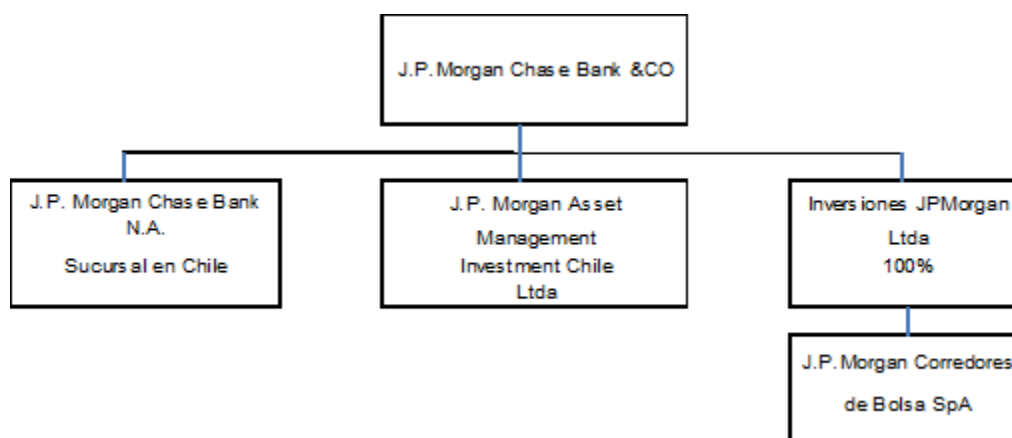 J.P. Morgan Chase Bank &CO
J.P. Morgan Chase Bank
N.A.
Sucursal en Chile
J.P. Morgan Asset
Management
Investment Chile
Ltda
Inversiones JPMorgan
Ltda
100%
J.P. Morgan Corredores
de Bolsa SpA